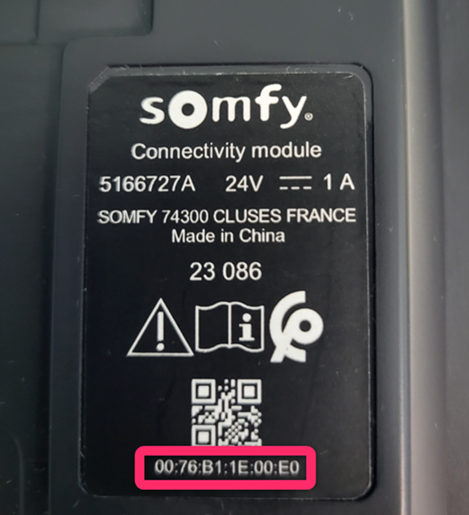 somfy®
Connectivity module
5166727A 24V ⎓ 1 A
SOMFY 74300 CLUSES FRANCE
Made in China
23 086
00:76:B1:1E:00:E0